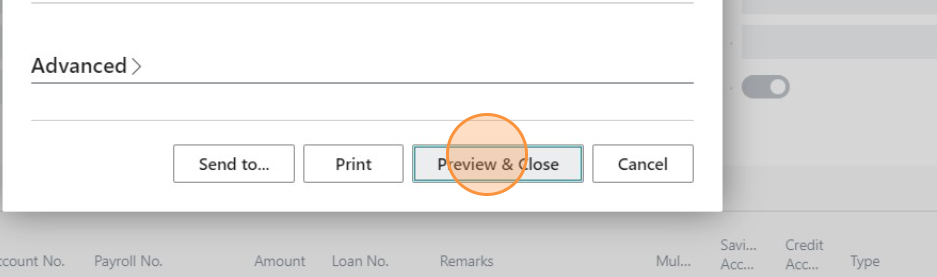 Advanced
Send to...
Print
Preview & Close
Cancel
ccount No.
Payroll No.
Amount
Loan No.
Remarks
Mul...
Savi...
Acc...
Credit
Acc...
Type